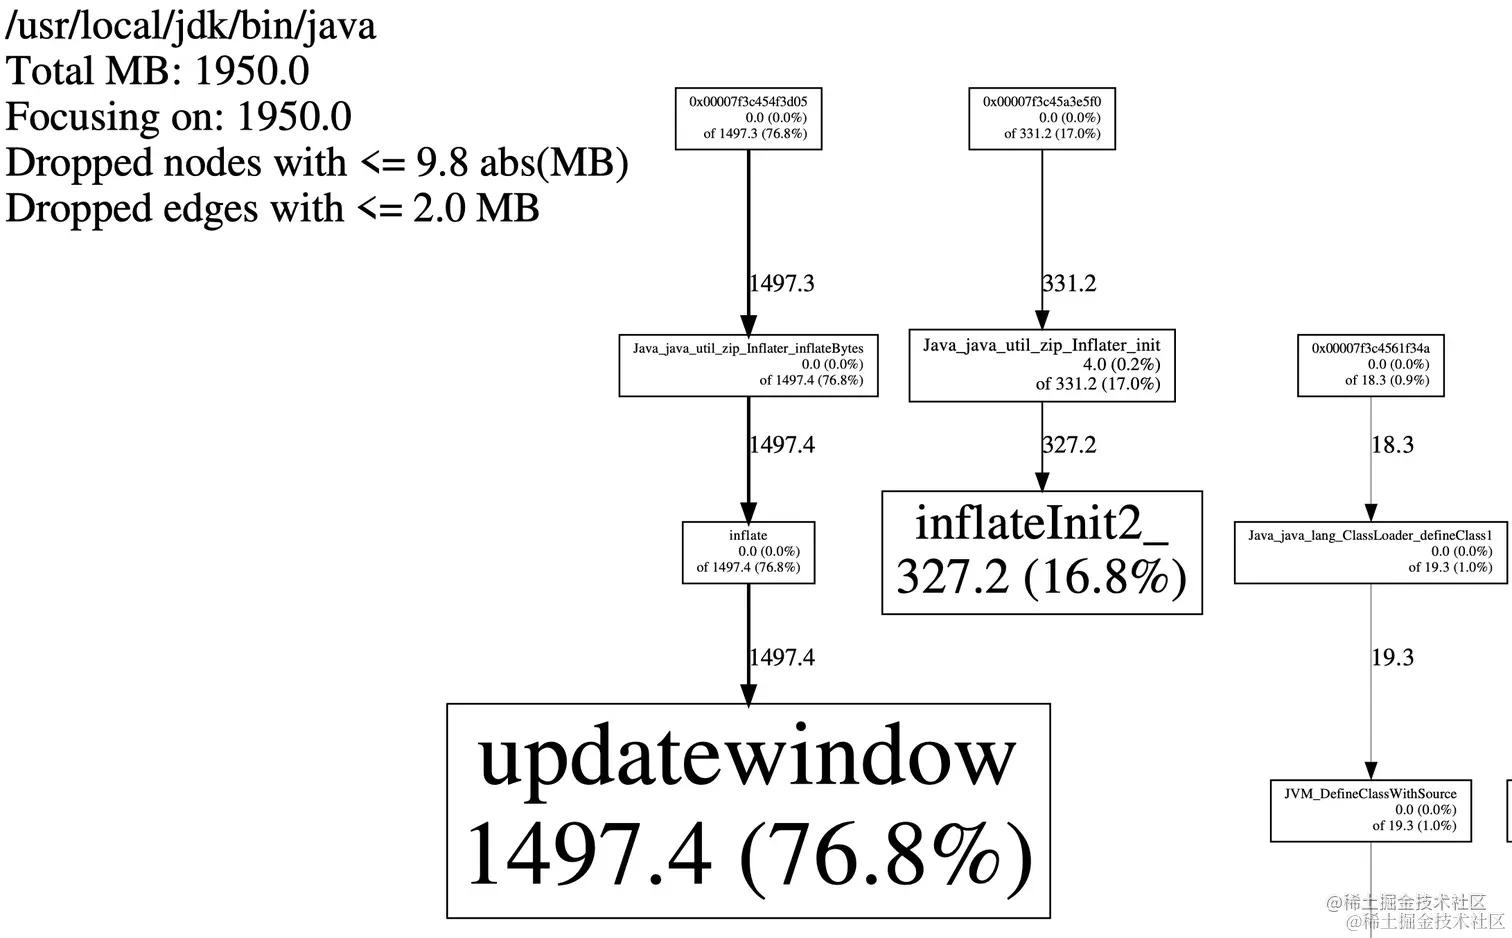 /usr/local/jdk/bin/java
Total MB: 1950.0
Focusing on: 1950.0
Dropped nodes with <= 9.8 abs(MB)
Dropped edges with <= 2.0 MB
0x00007f3c454f3d05
0.0 (0.0%)
of 1497.3 (76.8%)
0x00007f3c45a3e5f0
0.0 (0.0%)
of 331.2 (17.0%)
1497.3
331.2
Java_java_util_zip_Inflater_inflateBytes
0.0 (0.0%)
of 1497.4 (76.8%)
Java_java_util_zip_Inflater_init
4.0 (0.2%)
of 331.2 (17.0%)
0x00007f3c4561f34a
0.0 (0.0%)
of 18.3 (0.9%)
1497.4
327.2
18.3
inflate
0.0 (0.0%)
of 1497.4 (76.8%)
inflateInit2_
327.2 (16.8%)
Java_java_lang_ClassLoader_defineClass1
0.0 (0.0%)
of 19.3 (1.0%)
1497.4
19.3
updatewindow
1497.4 (76.8%)
JVM_DefineClassWithSource
0.0 (0.0%)
of 19.3 (1.0%)
@稀土掘金技术社区
@稀土掘金技术社区